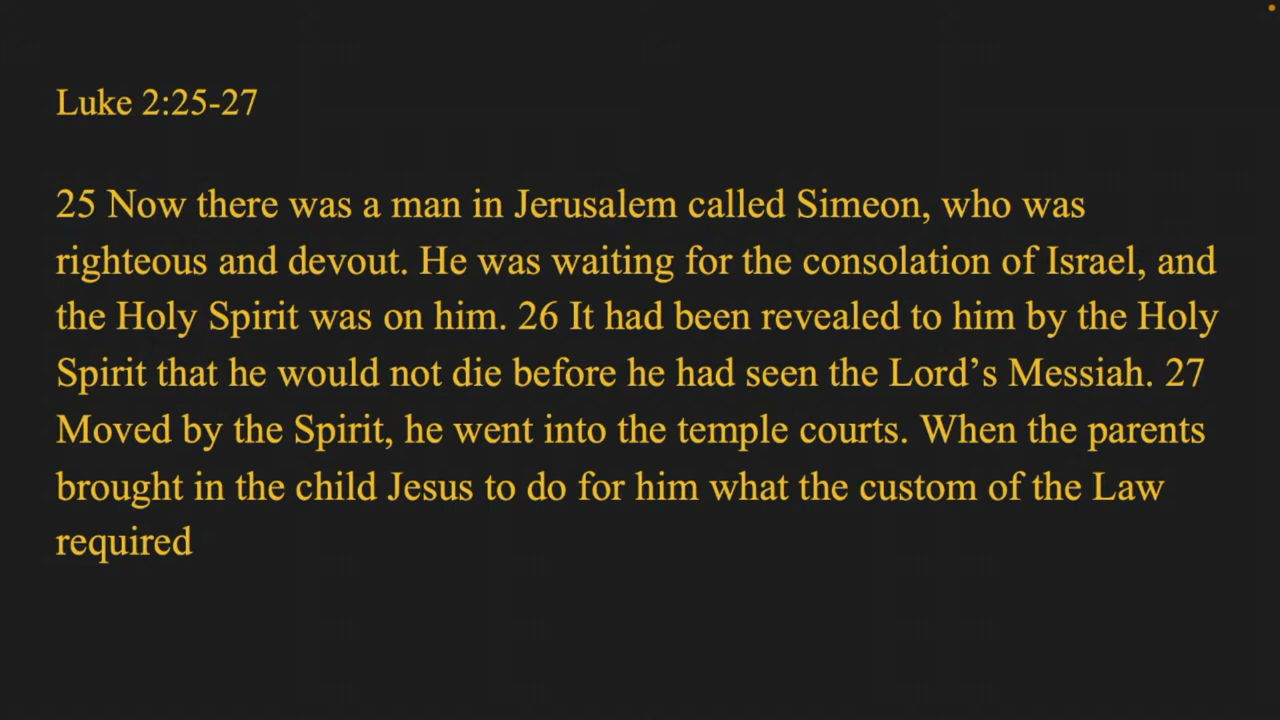 Luke 2:25-27
25 Now there was a man in Jerusalem called Simeon, who was
righteous and devout. He was waiting for the consolation of Israel, and
the Holy Spirit was on him. 26 It had been revealed to him by the Holy
Spirit that he would not die before he had seen the Lord’s Messiah. 27
Moved by the Spirit, he went into the temple courts. When the parents
brought in the child Jesus to do for him what the custom of the Law
required